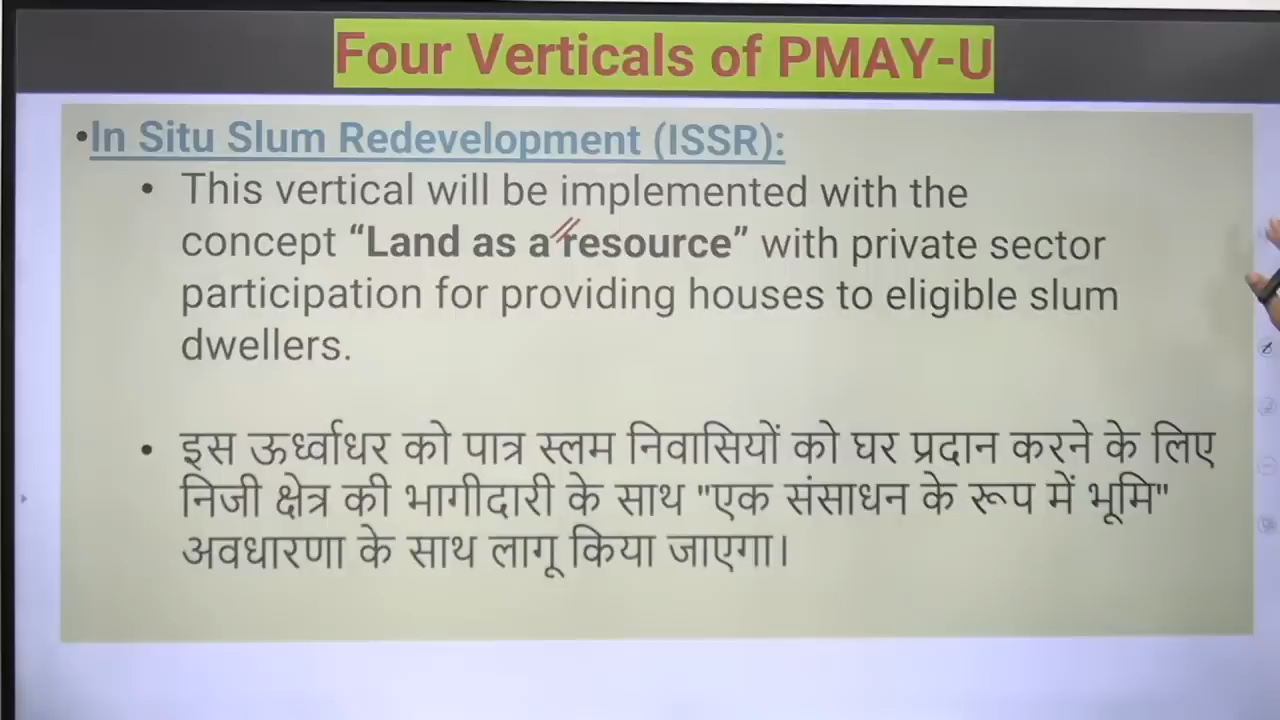 Four Verticals of PMAY-U
•In Situ Slum Redevelopment (ISSR):
• This vertical will be implemented with the
concept “Land as a resource” with private sector
participation for providing houses to eligible slum
dwellers.
• इस ऊर्ध्वाधर को पात्र स्लम निवासियों को घर प्रदान करने के लिए
निजी क्षेत्र की भागीदारी के साथ "एक संसाधन के रूप में भूमि"
अवधारणा के साथ लागू किया जाएगा।